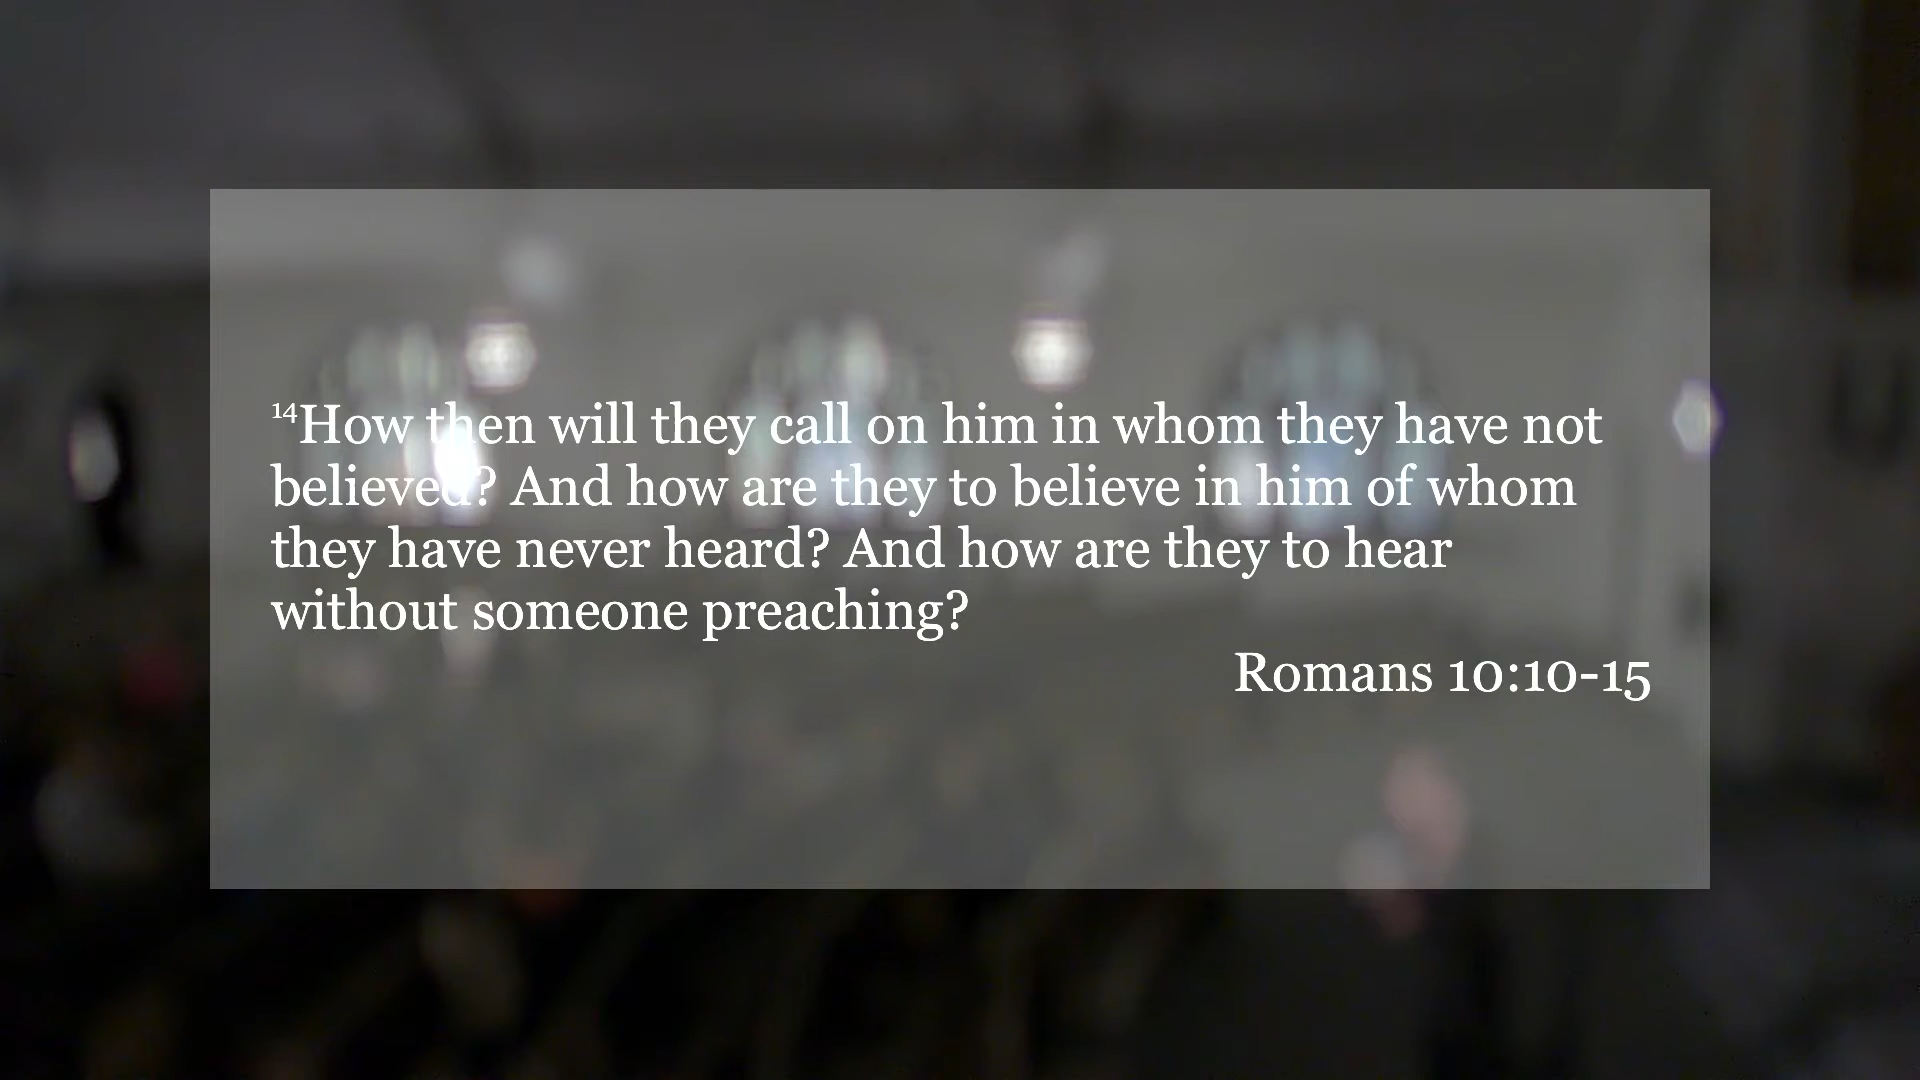 14How then will they call on him in whom they have not
believed? And how are they to believe in him of whom
they have never heard? And how are they to hear
without someone preaching?
Romans 10:10-15